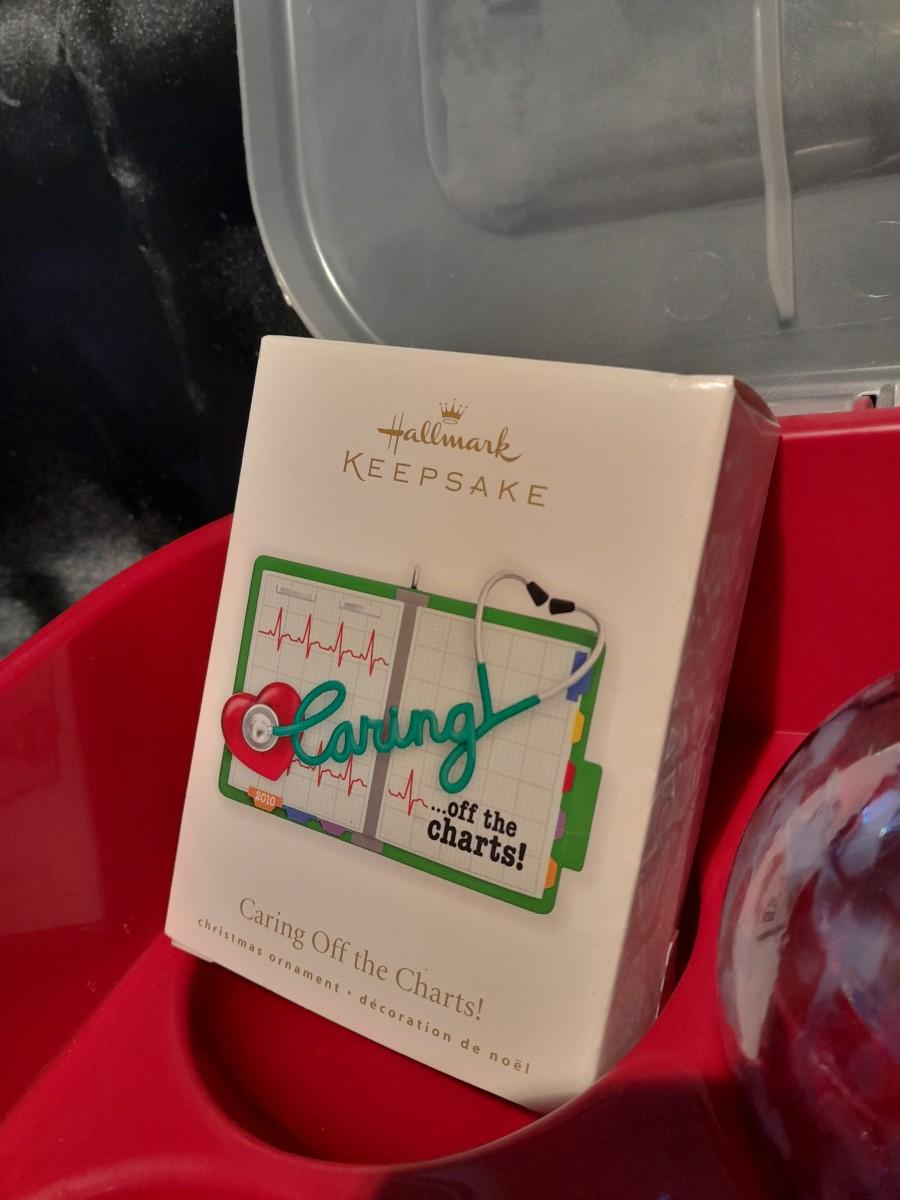 Hallmark
KEEPSAKE
Caring
2010
...off the
charts!
Caring Off the Charts!
christmas ornament • décoration de noël